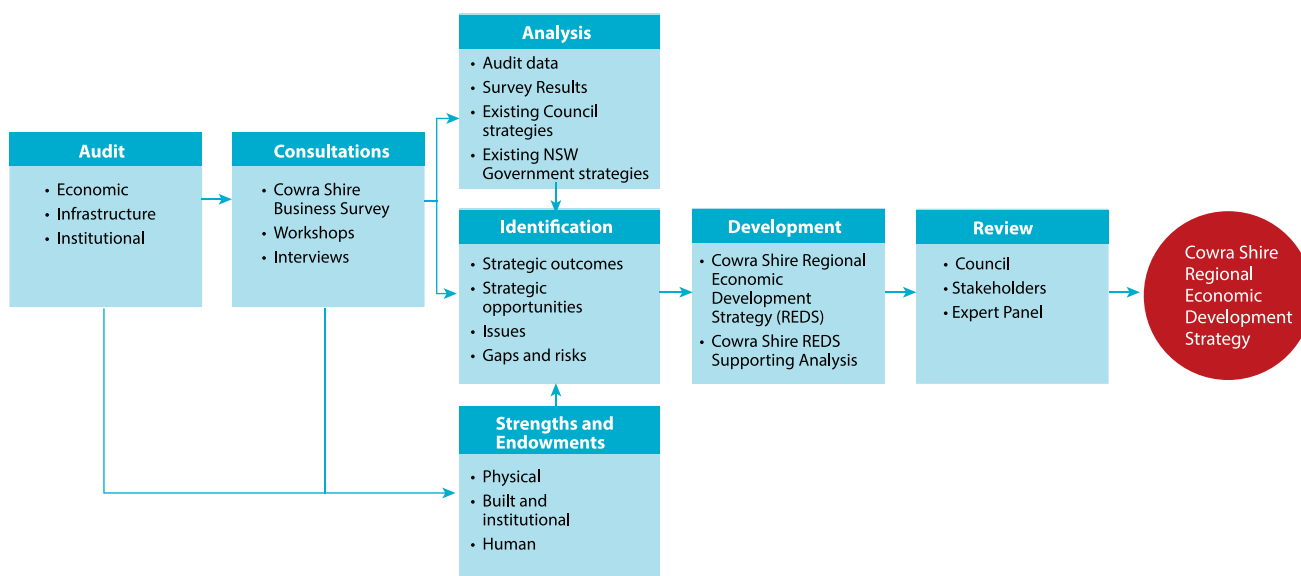 Audit
• Economic
• Infrastructure
• Institutional
Consultations
• Cowra Shire
Business Survey
• Workshops
• Interviews
Analysis
• Audit data
• Survey Results
• Existing Council
strategies
• Existing NSW
Government strategies
Identification
• Strategic outcomes
• Strategic
opportunities
• Issues
• Gaps and risks
Strengths and
Endowments
• Physical
• Built and
institutional
• Human
Development
• Cowra Shire Regional
Economic
Development
Strategy (REDS)
• Cowra Shire REDS
Supporting Analysis
Review
• Council
• Stakeholders
• Expert Panel
Cowra Shire
Regional
Economic
Development
Strategy